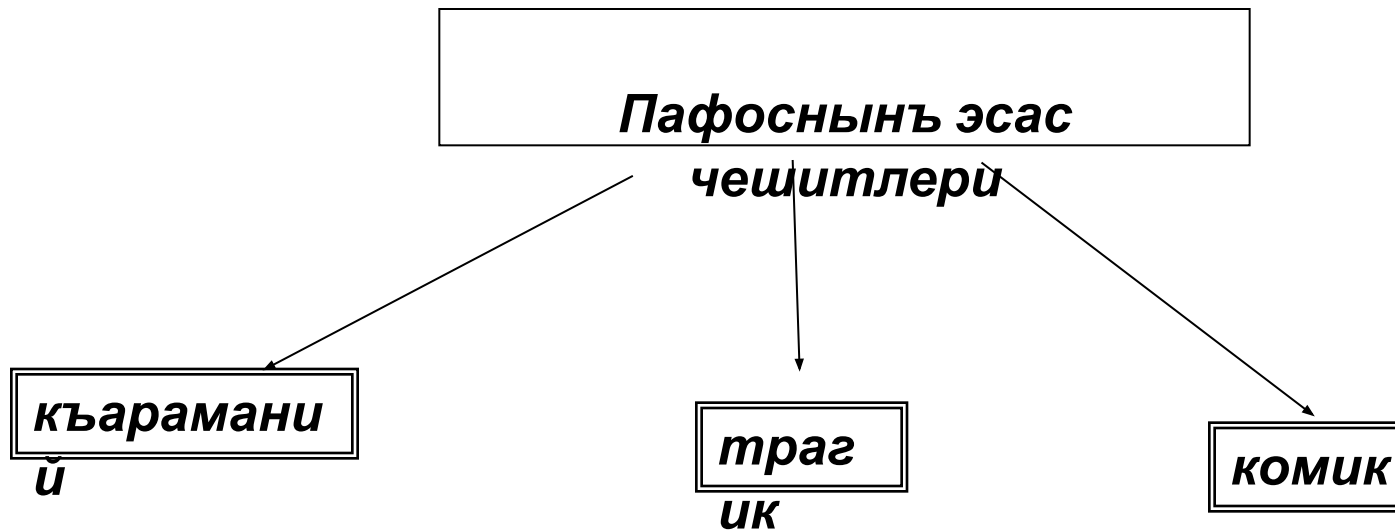 Пафоснынъ эсас
чешитлери
къарамани
й
траг
ик
комик